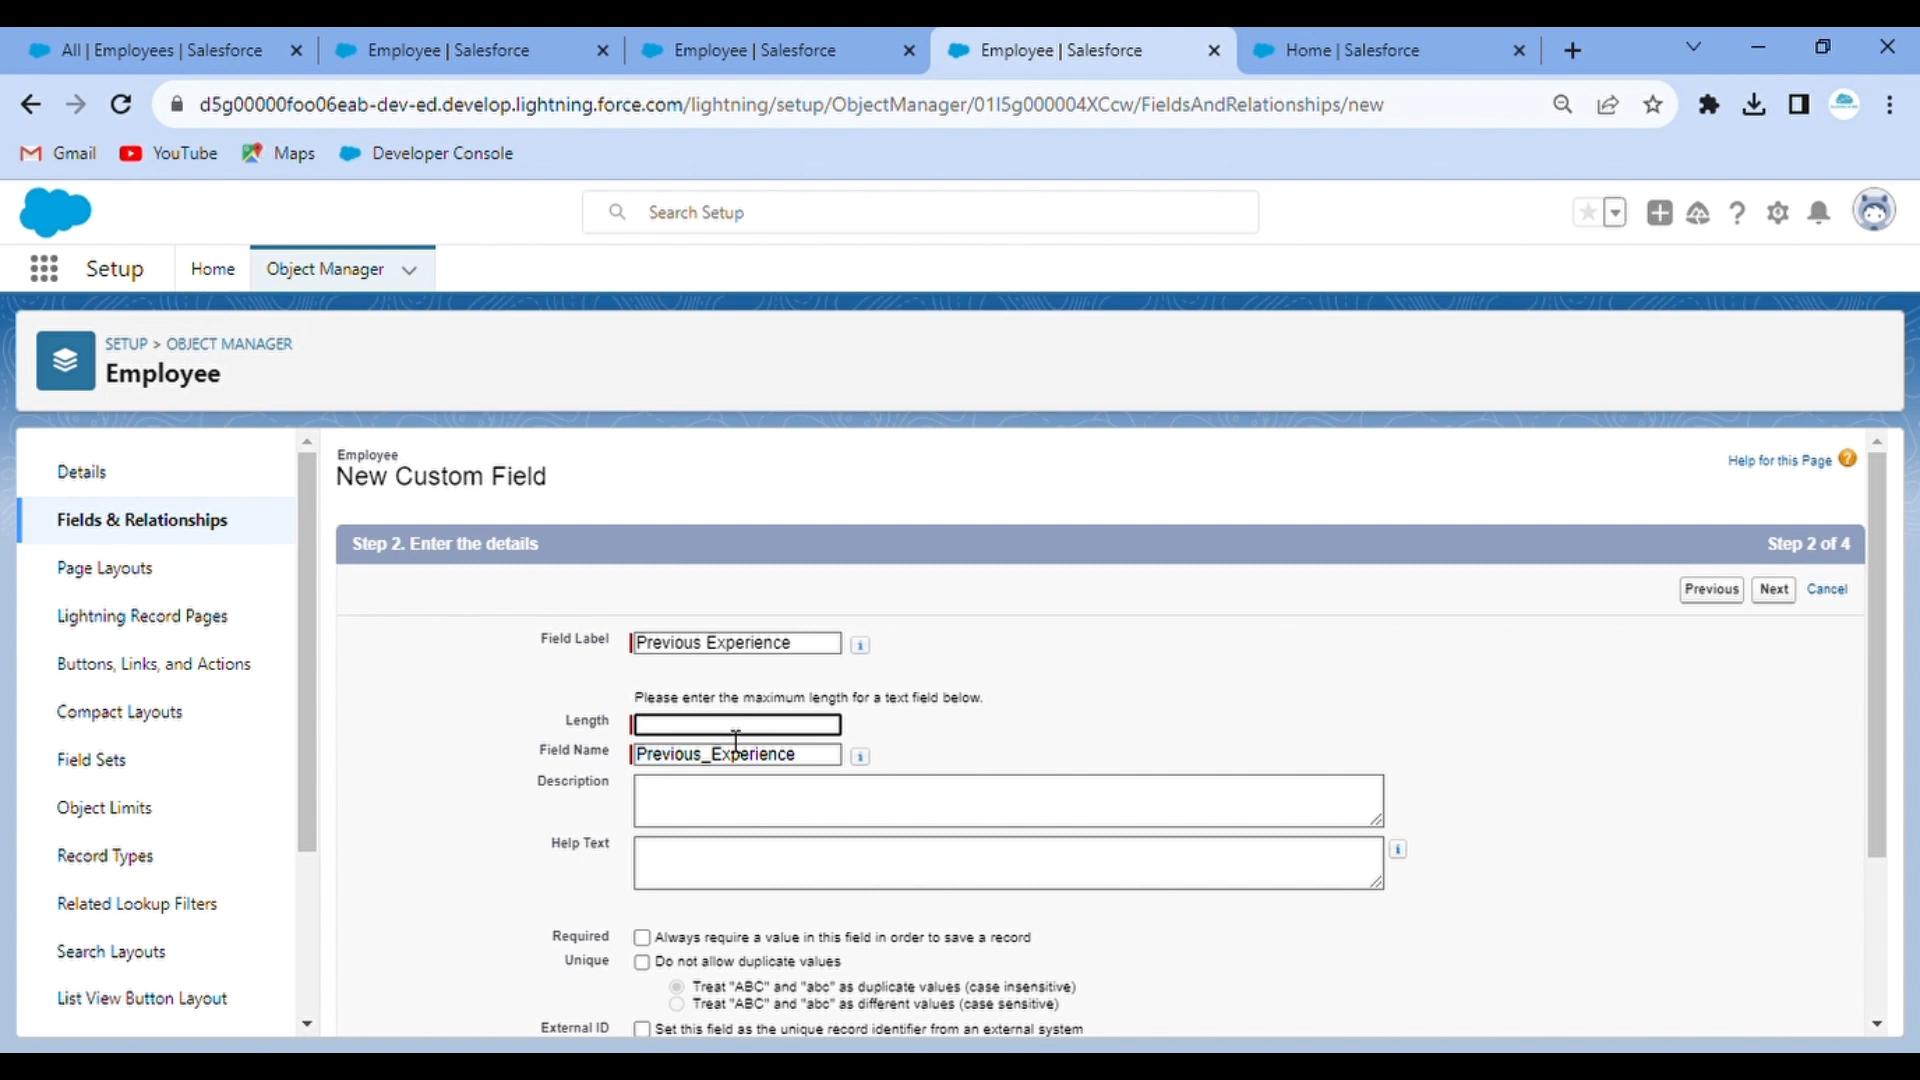 All | Employees | Salesforce
Employee | Salesforce
Employee | Salesforce
Employee | Salesforce
Home | Salesforce
d5g00000foo06eab-dev-ed.develop.lightning.force.com/lightning/setup/ObjectManager/01I5g000004XCcw/FieldsAndRelationships/new
Gmail
YouTube
Maps
Developer Console
Search Setup
Setup
Home
Object Manager
SETUP > OBJECT MANAGER
Employee
Details
Fields & Relationships
Page Layouts
Lightning Record Pages
Buttons, Links, and Actions
Compact Layouts
Field Sets
Object Limits
Record Types
Related Lookup Filters
Search Layouts
List View Button Layout
Employee
New Custom Field
Help for this Page ?
Step 2. Enter the details
Step 2 of 4
Previous
Next
Cancel
Field Label
Previous Experience
i
Please enter the maximum length for a text field below.
Length
Field Name
Previous_Experience
i
Description
Help Text
i
Required
Always require a value in this field in order to save a record
Unique
Do not allow duplicate values
Treat "ABC" and "abc" as duplicate values (case insensitive)
Treat "ABC" and "abc" as different values (case sensitive)
External ID
Set this field as the unique record identifier from an external system